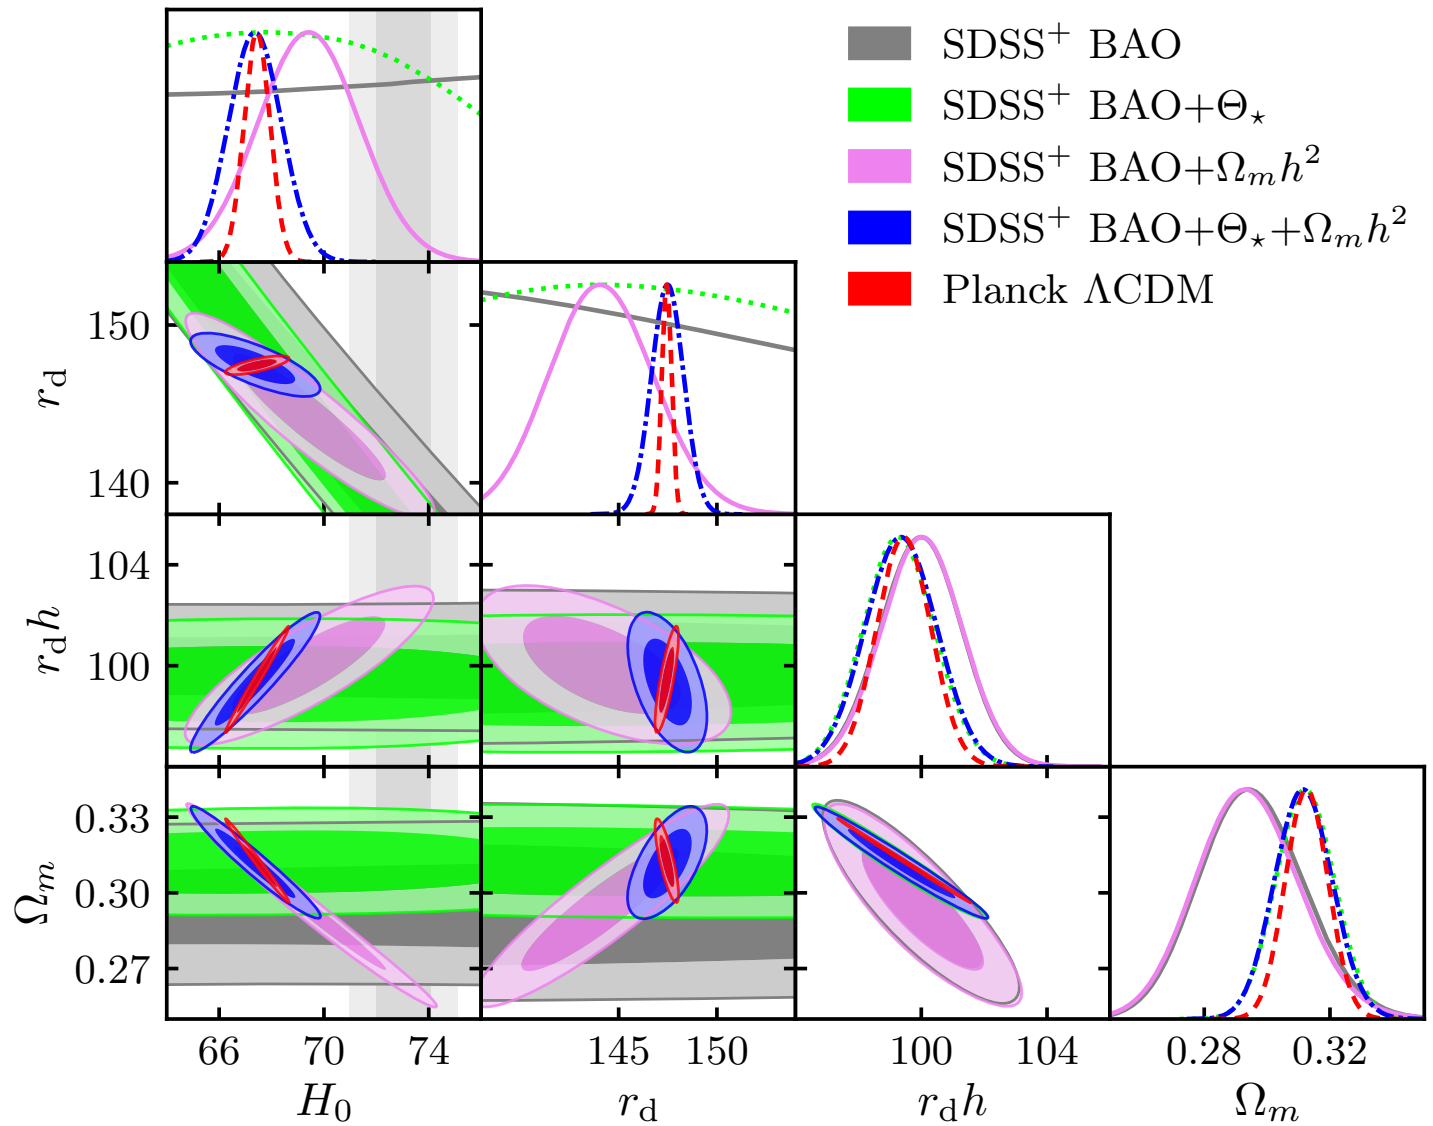 SDSS⁺ BAO
SDSS⁺ BAO+Θ⋆
SDSS⁺ BAO+Ωₘh²
SDSS⁺ BAO+Θ⋆+Ωₘh²
Planck ΛCDM
150
140
r_d
104
100
r_d h
0.33
0.30
0.27
Ωₘ
66 70 74 145 150 100 104 0.28 0.32
H₀ r_d r_d h Ωₘ